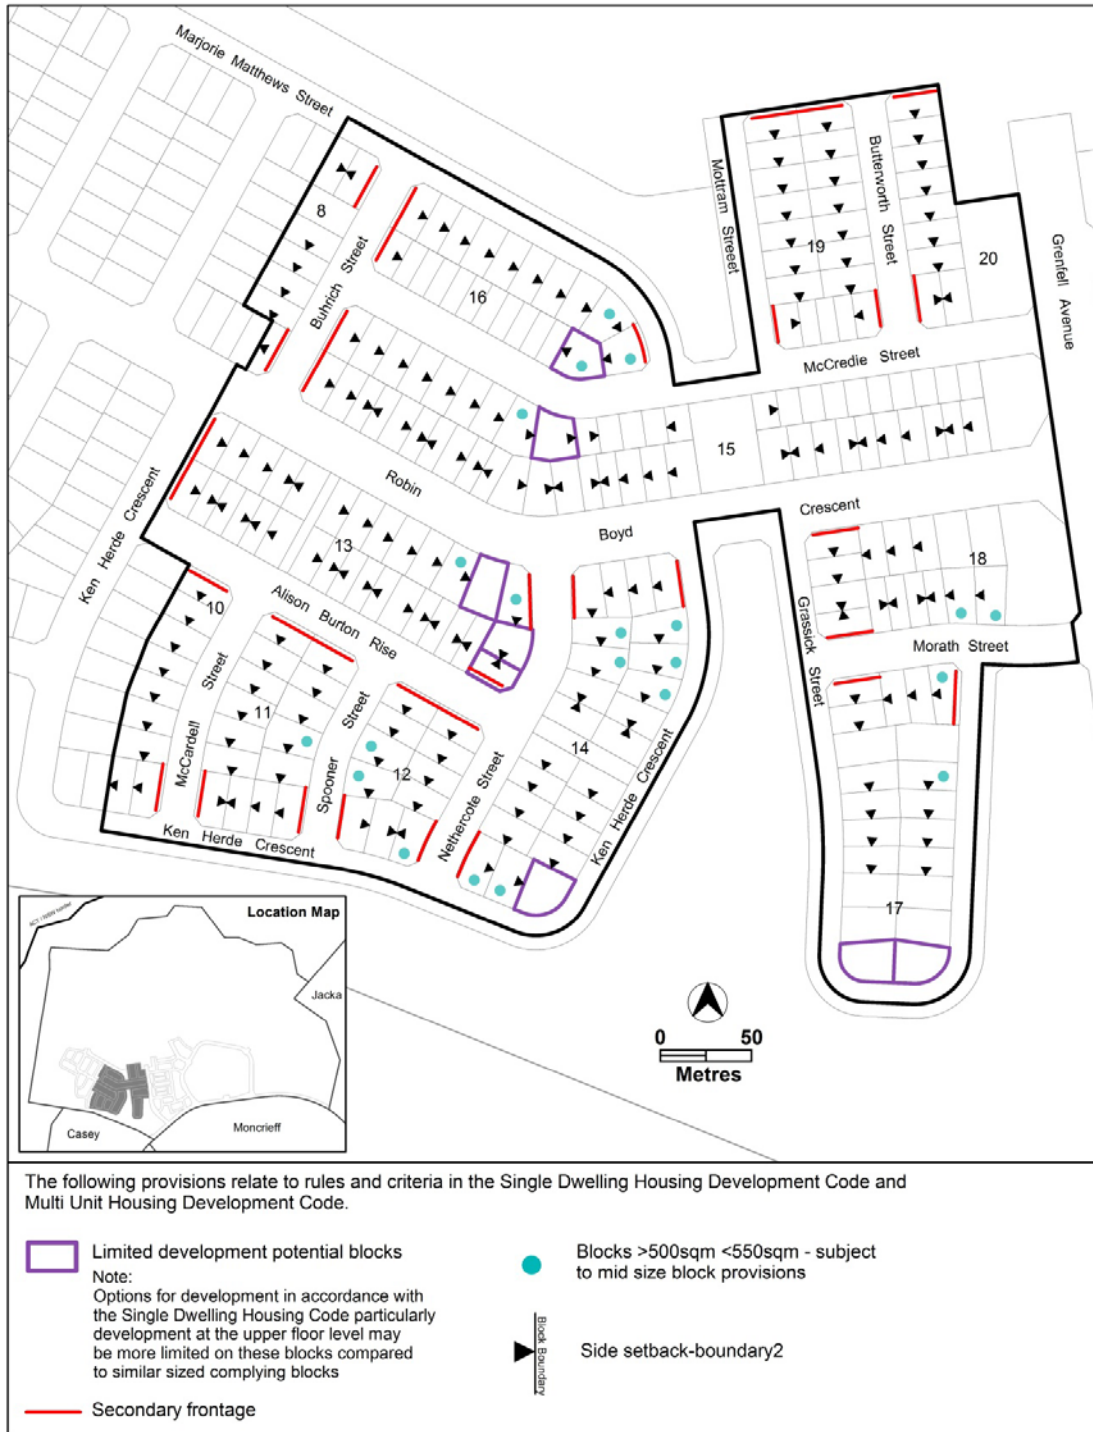 Marjorie Matthews Street
Mottram Streeet
Butterworth Street
Grenfell Avenue
8
Buhrich Street
16
19
20
McCredie Street
15
Robin
Boyd
Crescent
Ken Herde Crescent
13
18
10
Alison Burton Rise
Grassick Street
Morath Street
McCardell Street
11
Spooner Street
12
Nethercote Street
14
Ken Herde Crescent
Ken Herde Crescent
17
Location Map
ACT / NSW border
Jacka
Casey
Moncrieff
0 50
Metres
The following provisions relate to rules and criteria in the Single Dwelling Housing Development Code and
Multi Unit Housing Development Code.
Limited development potential blocks
Note:
Options for development in accordance with
the Single Dwelling Housing Code particularly
development at the upper floor level may
be more limited on these blocks compared
to similar sized complying blocks
Secondary frontage
Blocks >500sqm <550sqm - subject
to mid size block provisions
Block Boundary
Side setback-boundary2